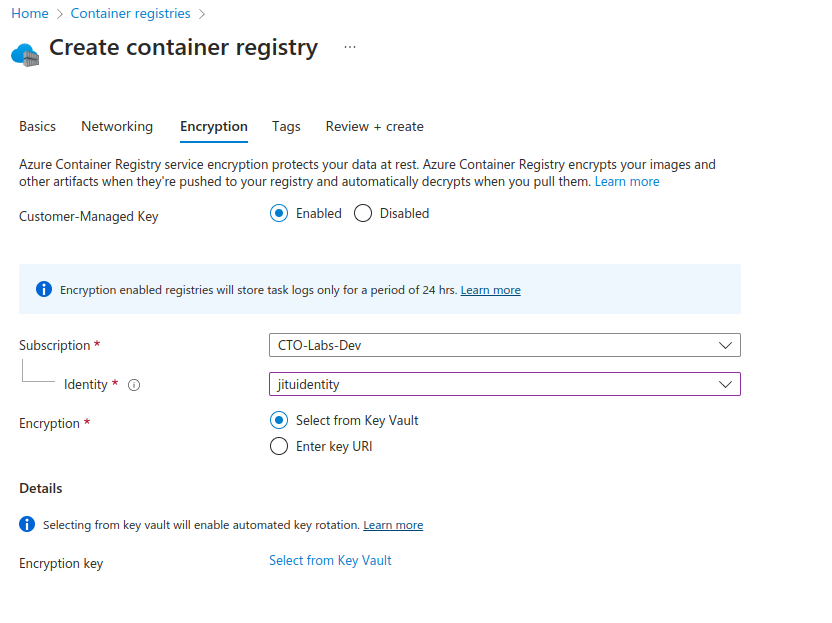 Home > Container registries >
Create container registry ...
Basics Networking Encryption Tags Review + create
Azure Container Registry service encryption protects your data at rest. Azure Container Registry encrypts your images and
other artifacts when they're pushed to your registry and automatically decrypts when you pull them. Learn more
Customer-Managed Key Enabled Disabled
Encryption enabled registries will store task logs only for a period of 24 hrs. Learn more
Subscription * CTO-Labs-Dev
Identity * jituidentity
Encryption * Select from Key Vault
Enter key URI
Details
Selecting from key vault will enable automated key rotation. Learn more
Encryption key Select from Key Vault